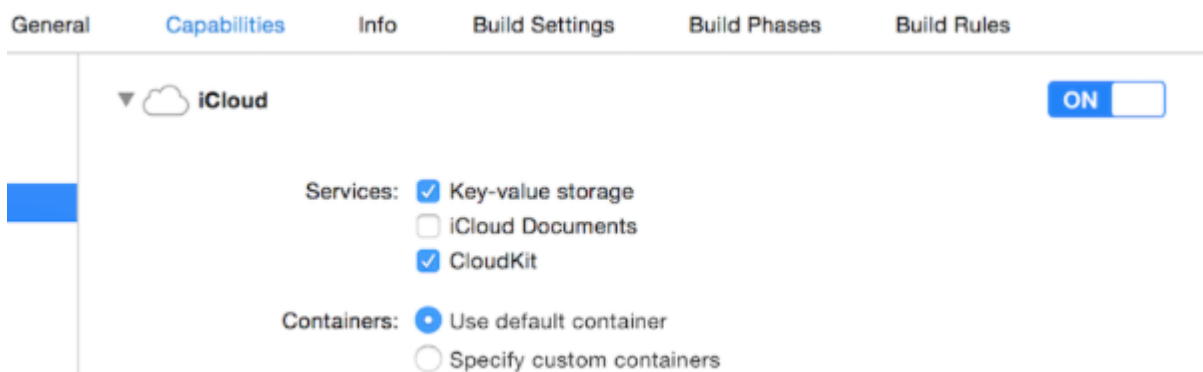 General Capabilities Info Build Settings Build Phases Build Rules
iCloud ON
Services: Key-value storage
iCloud Documents
CloudKit
Containers: Use default container
Specify custom containers